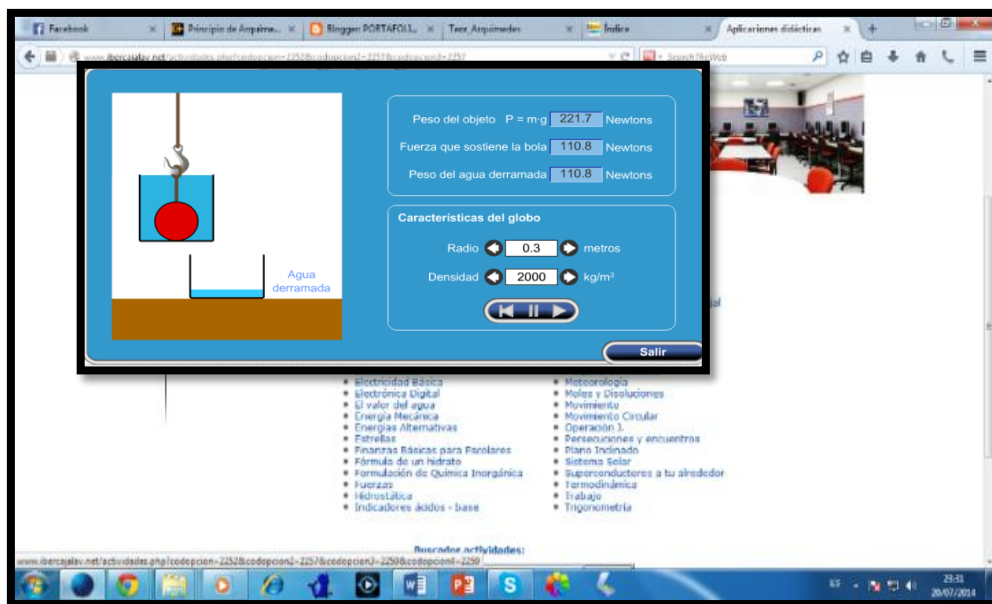 Facebook
Principio de Arquime...
Blogger: PORTAFOLI...
Teor_Arquimedes
Índice
Aplicaciones didácticas
Peso del objeto P = m·g 221.7 Newtons
Fuerza que sostiene la bola 110.8 Newtons
Peso del agua derramada 110.8 Newtons
Agua
derramada
Características del globo
Radio 0.3 metros
Densidad 2000 kg/m³
Salir
Electricidad Básica
Electrónica Digital
El valor del agua
Energía Mecánica
Energías Alternativas
Estrellas
Finanzas Básicas para Escolares
Fórmula de un hidrato
Formulación de Química Inorgánica
Fuerzas
Hidrostática
Indicadores ácidos - base
Meteorología
Moles y Disoluciones
Movimiento
Movimiento Circular
Operación 3.
Persecuciones y encuentros
Plano Inclinado
Sistema Solar
Superconductores a tu alrededor
Termodinámica
Trabajo
Trigonometría
Buscador actividades:
ES
23:31
20/07/2014